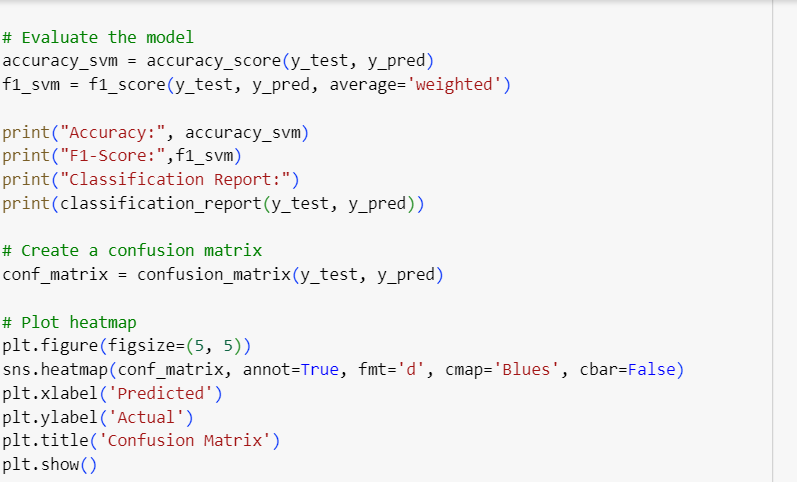 # Evaluate the model
accuracy_svm = accuracy_score(y_test, y_pred)
f1_svm = f1_score(y_test, y_pred, average='weighted')
print("Accuracy:", accuracy_svm)
print("F1-Score:",f1_svm)
print("Classification Report:")
print(classification_report(y_test, y_pred))
# Create a confusion matrix
conf_matrix = confusion_matrix(y_test, y_pred)
# Plot heatmap
plt.figure(figsize=(5, 5))
sns.heatmap(conf_matrix, annot=True, fmt='d', cmap='Blues', cbar=False)
plt.xlabel('Predicted')
plt.ylabel('Actual')
plt.title('Confusion Matrix')
plt.show()